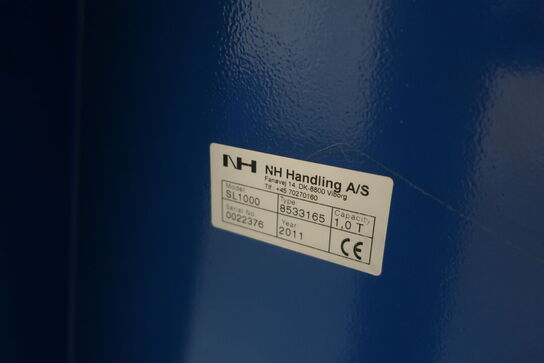 NH NH Handling A/S
Fanøvej 14, DK-8800 Viborg
Tlf.: +45 70270160
Model Type Capacity
SL1000 8533165 1,0 T
Serial No. Year
0022376 2011 CE